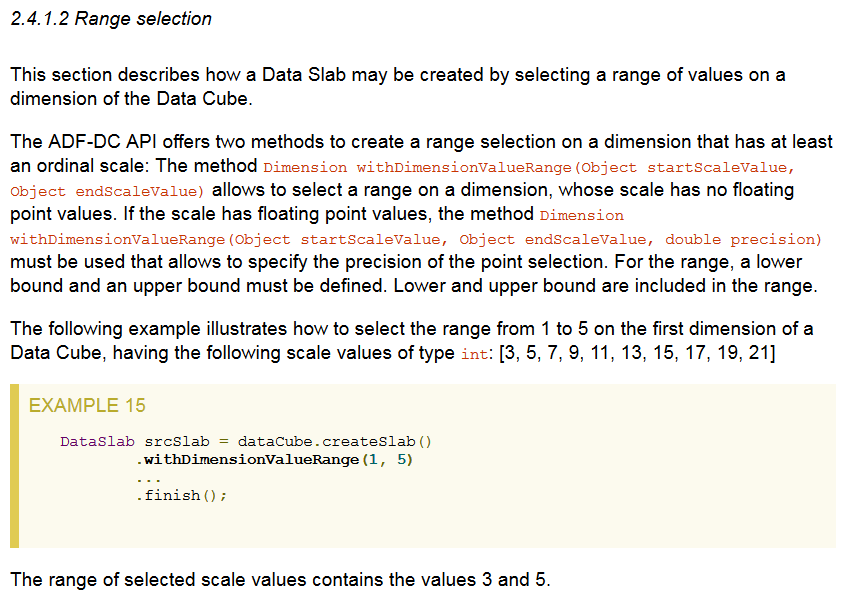 2.4.1.2 Range selection
This section describes how a Data Slab may be created by selecting a range of values on a
dimension of the Data Cube.
The ADF-DC API offers two methods to create a range selection on a dimension that has at least
an ordinal scale: The method Dimension withDimensionValueRange(Object startScaleValue,
Object endScaleValue) allows to select a range on a dimension, whose scale has no floating
point values. If the scale has floating point values, the method Dimension
withDimensionValueRange(Object startScaleValue, Object endScaleValue, double precision)
must be used that allows to specify the precision of the point selection. For the range, a lower
bound and an upper bound must be defined. Lower and upper bound are included in the range.
The following example illustrates how to select the range from 1 to 5 on the first dimension of a
Data Cube, having the following scale values of type int: [3, 5, 7, 9, 11, 13, 15, 17, 19, 21]
EXAMPLE 15
DataSlab srcSlab = dataCube.createSlab()
.withDimensionValueRange(1, 5)
...
.finish();
The range of selected scale values contains the values 3 and 5.